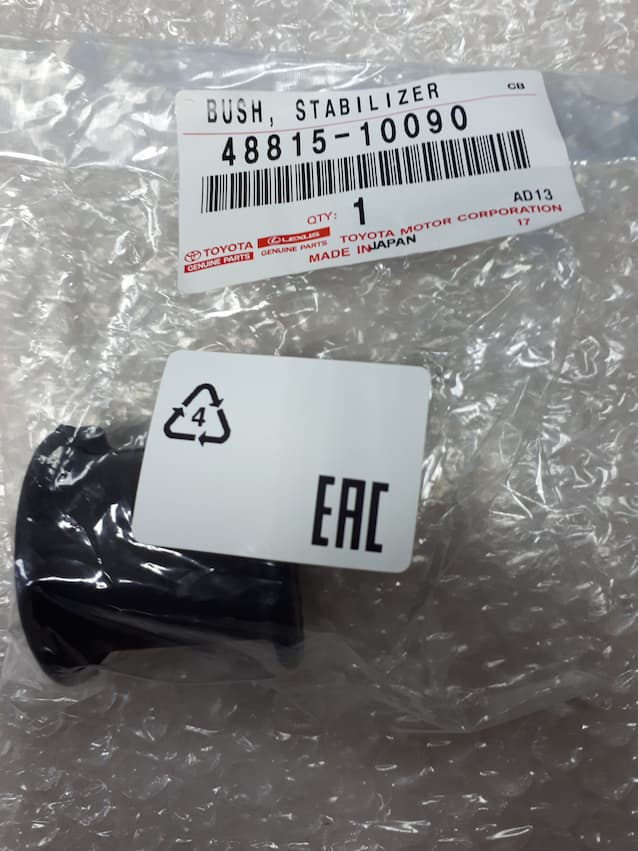 BUSH, STABILIZER GB
48815-10090
QTY: 1 AD13
TOYOTA LEXUS TOYOTA MOTOR CORPORATION 17
GENUINE PARTS GENUINE PARTS MADE IN JAPAN
4
EAC